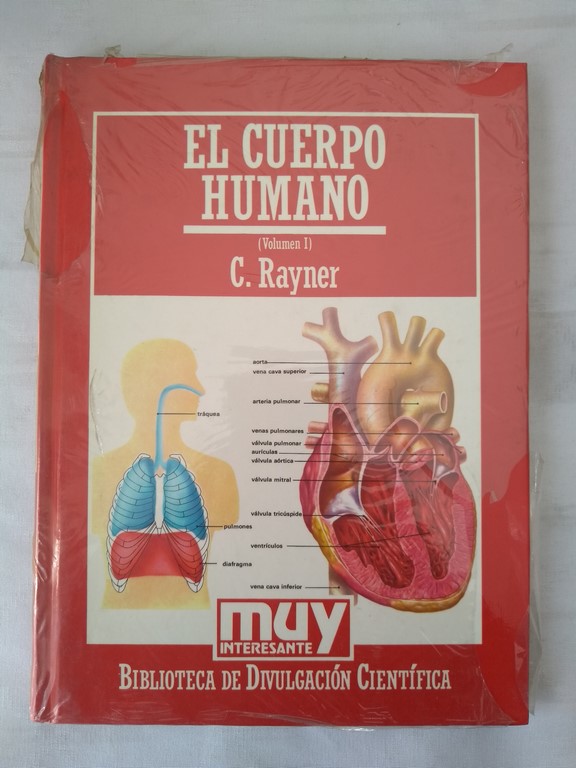 EL CUERPO
HUMANO
(Volumen I)
C. Rayner
aorta
vena cava superior
arteria pulmonar
venas pulmonares
válvula pulmonar
aurículas
válvula aórtica
válvula mitral
válvula tricúspide
ventrículos
vena cava inferior
tráquea
pulmones
diafragma
muy
INTERESANTE
BIBLIOTECA DE DIVULGACIÓN CIENTÍFICA